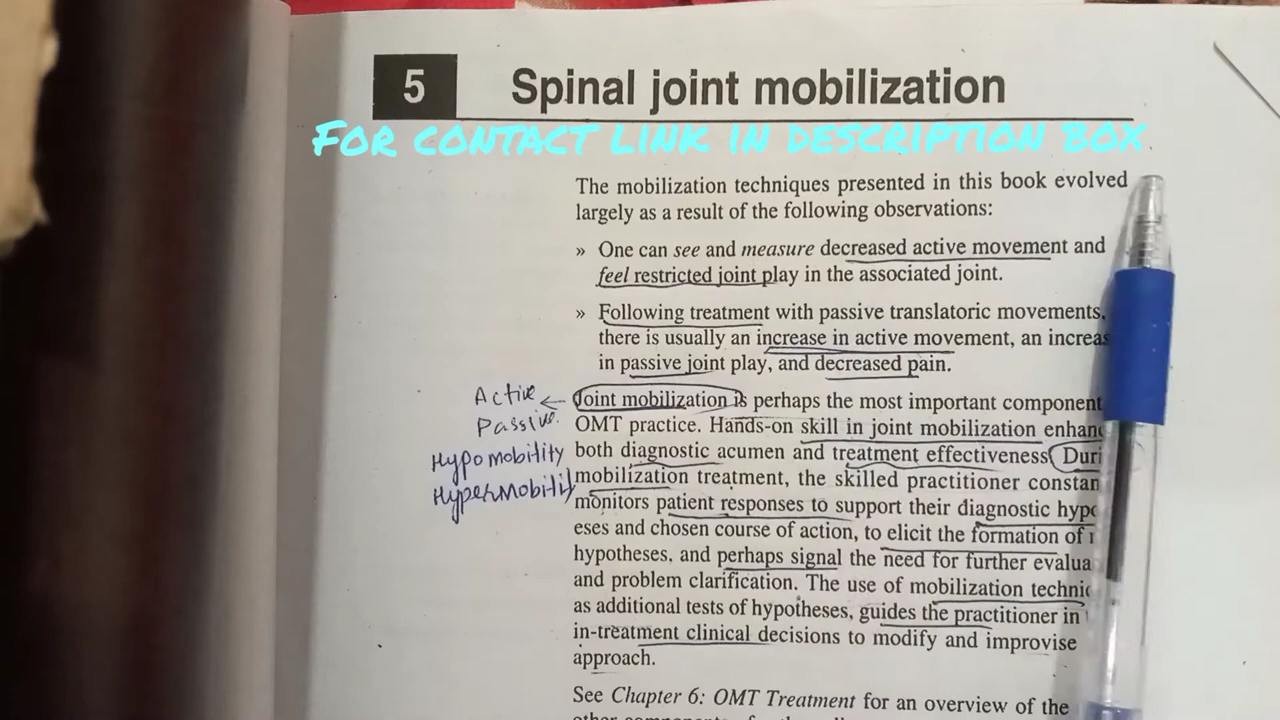 5 Spinal joint mobilization
FOR CONTACT LINK IN DESCRIPTION BOX
The mobilization techniques presented in this book evolved
largely as a result of the following observations:
» One can see and measure decreased active movement and
feel restricted joint play in the associated joint.
» Following treatment with passive translatoric movements,
there is usually an increase in active movement, an increas
in passive joint play, and decreased pain.
Active ← Joint mobilization is perhaps the most important component
Passive. OMT practice. Hands-on skill in joint mobilization enhanc
Hypomobility both diagnostic acumen and treatment effectiveness. Duri
Hypermobility mobilization treatment, the skilled practitioner constan
monitors patient responses to support their diagnostic hypo
eses and chosen course of action, to elicit the formation of
hypotheses, and perhaps signal the need for further evalua
and problem clarification. The use of mobilization techni
as additional tests of hypotheses, guides the practitioner in
in-treatment clinical decisions to modify and improvise
approach.
See Chapter 6: OMT Treatment for an overview of the